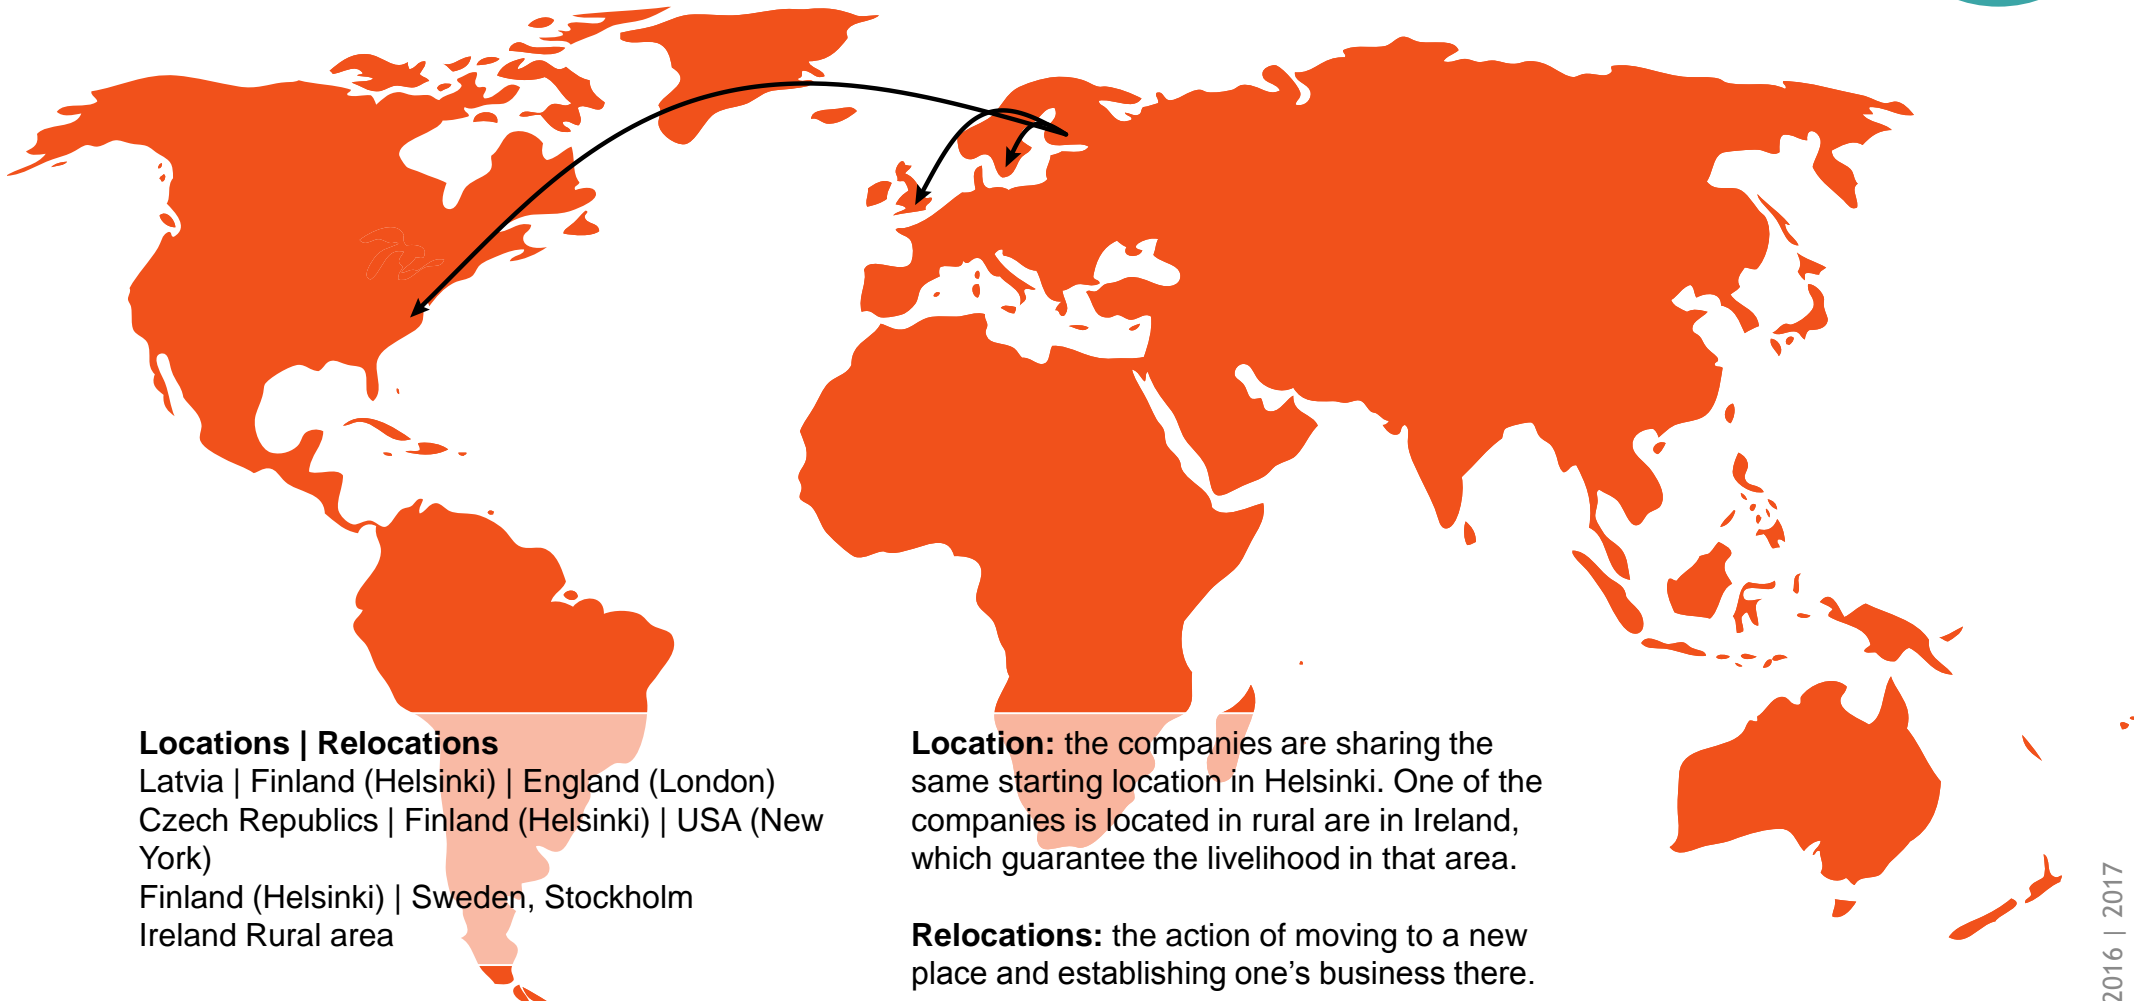 Locations | Relocations
Latvia | Finland (Helsinki) | England (London)
Czech Republics | Finland (Helsinki) | USA (New
York)
Finland (Helsinki) | Sweden, Stockholm
Ireland Rural area
Location: the companies are sharing the
same starting location in Helsinki. One of the
companies is located in rural are in Ireland,
which guarantee the livelihood in that area.
Relocations: the action of moving to a new
place and establishing one’s business there.
2016 | 2017